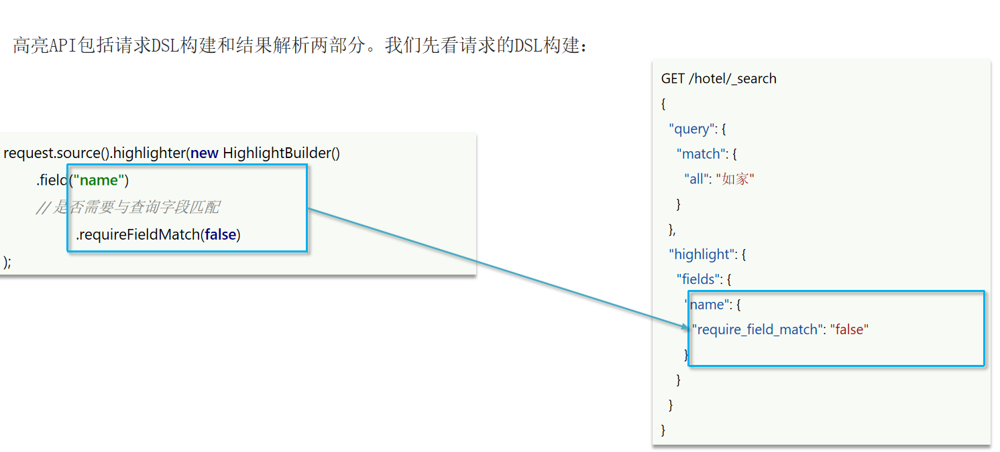 高亮API包括请求DSL构建和结果解析两部分。我们先看请求的DSL构建：
request.source().highlighter(new HighlightBuilder()
.field("name")
// 是否需要与查询字段匹配
.requireFieldMatch(false)
);
GET /hotel/_search
{
"query": {
"match": {
"all": "如家"
}
},
"highlight": {
"fields": {
"name": {
"require_field_match": "false"
}
}
}
}